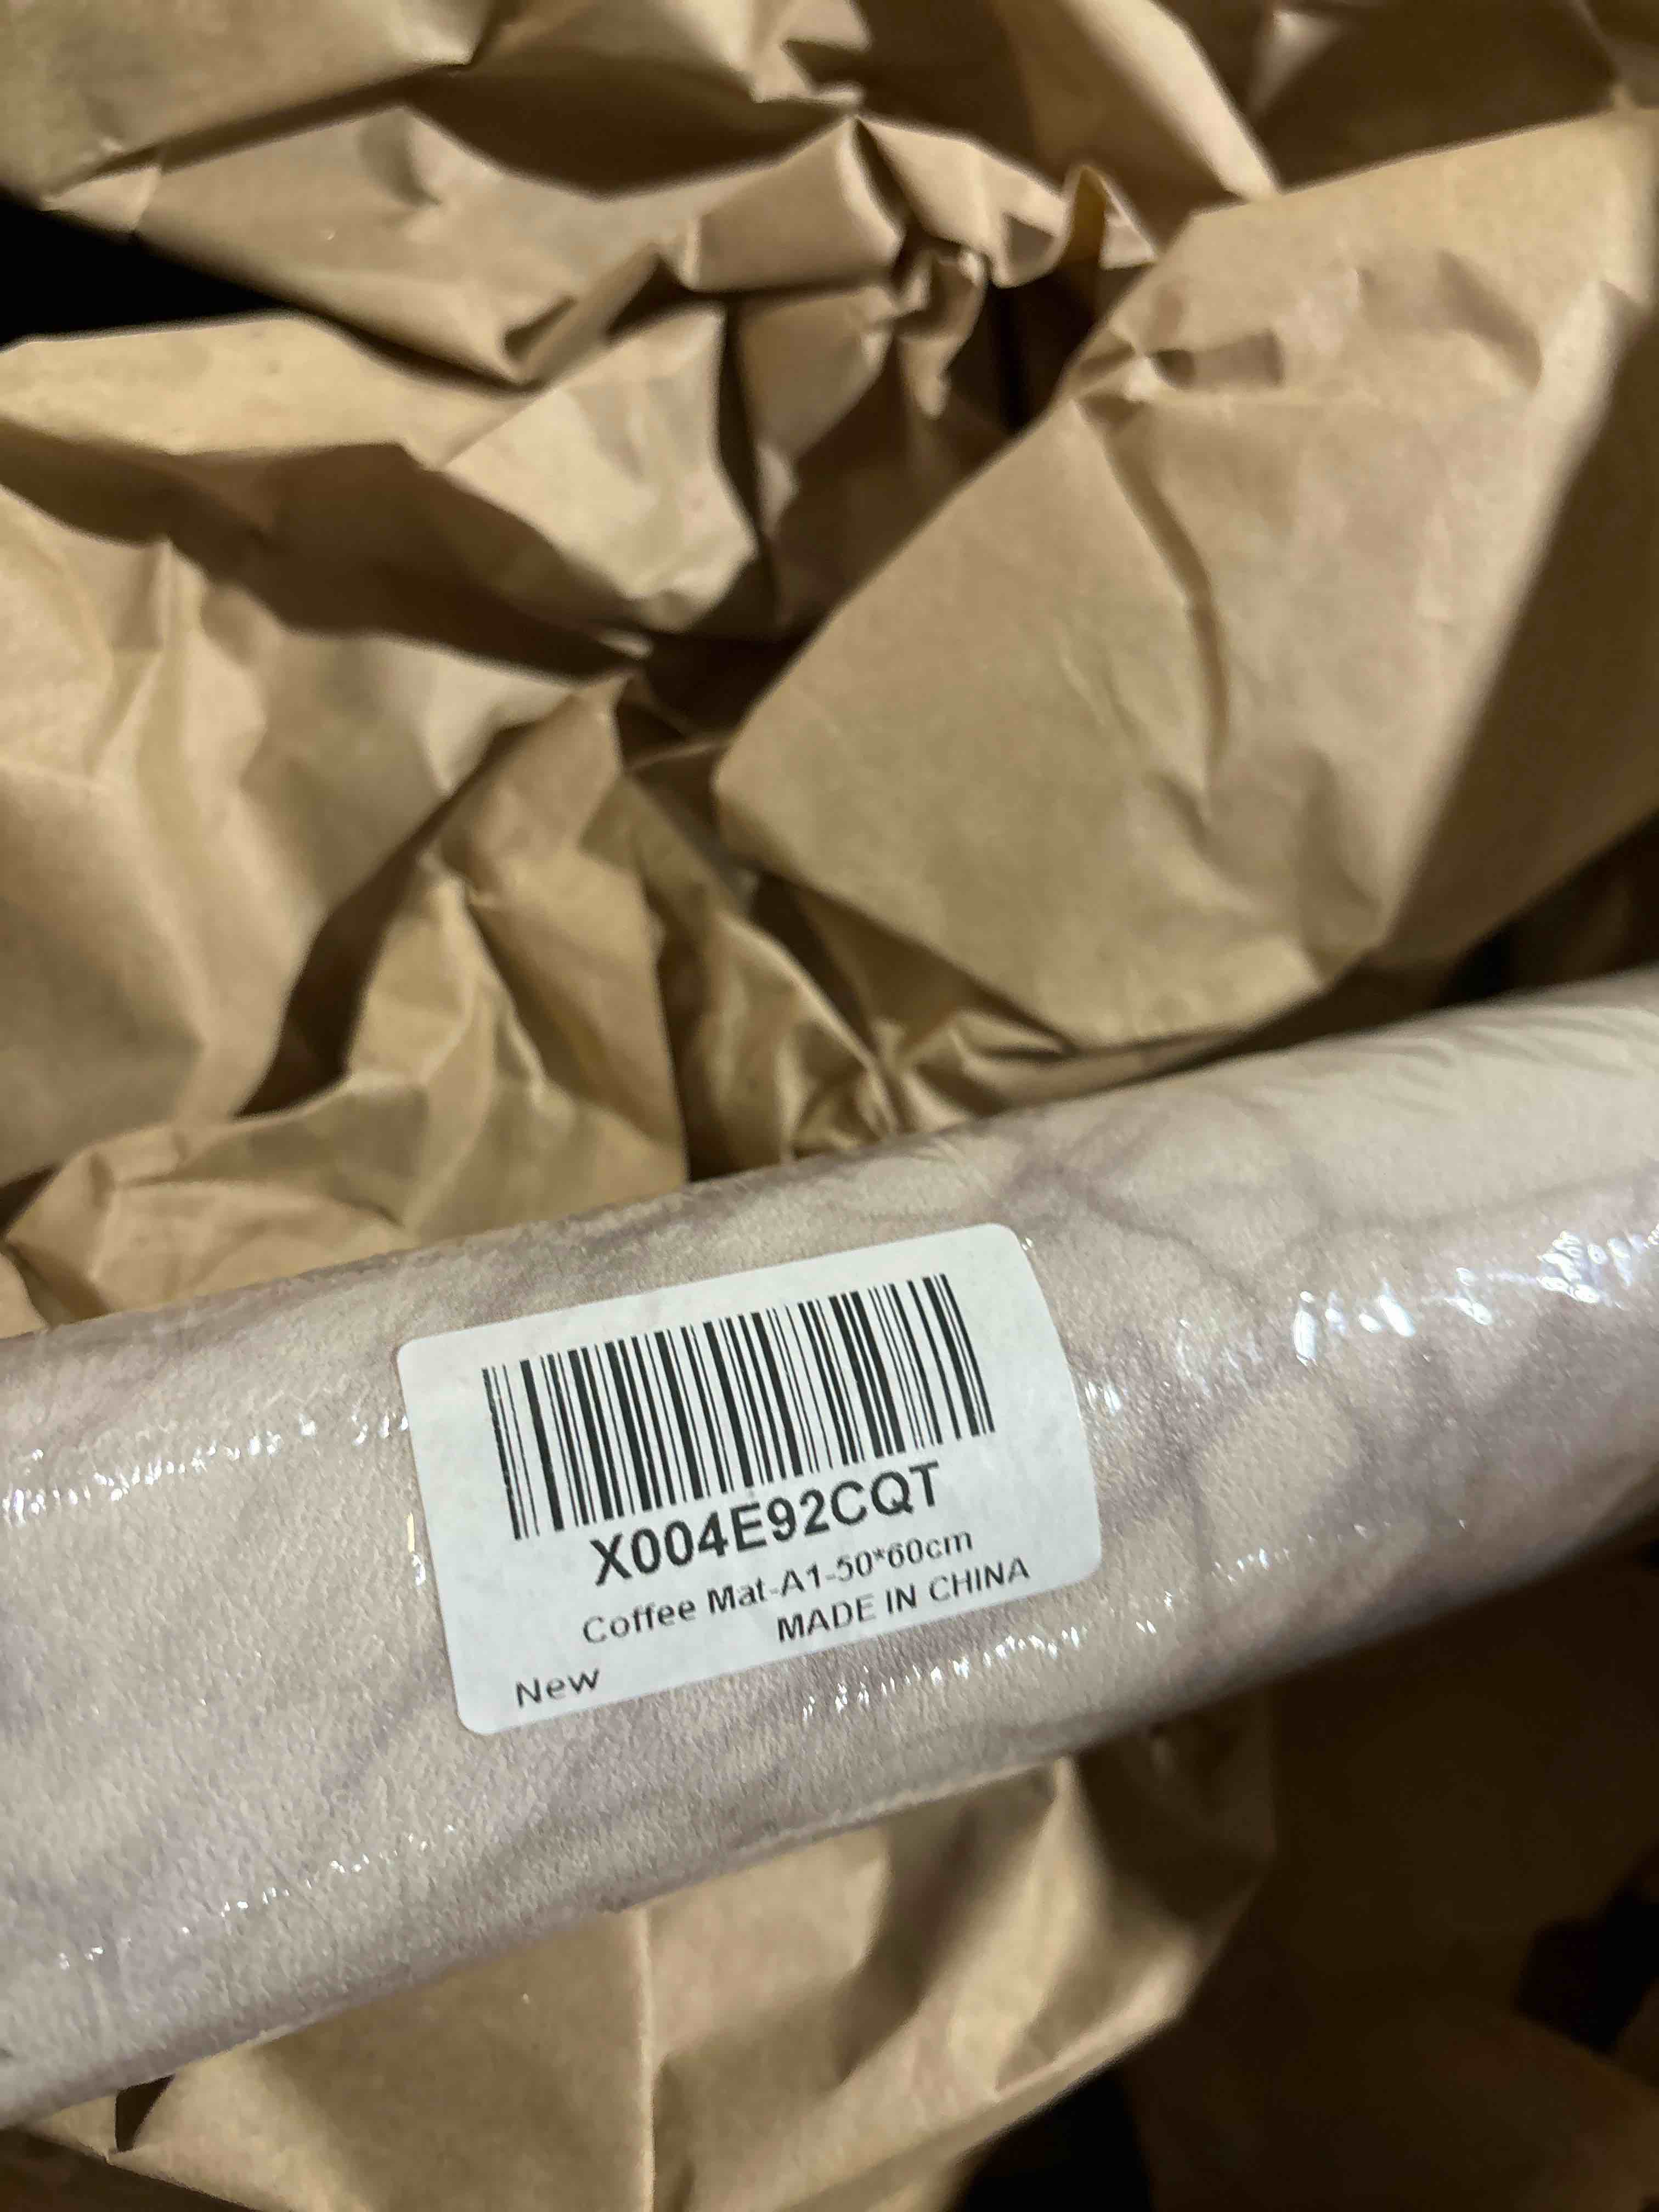 X004E92CQT
Coffee Mat-A1-50*60cm
MADE IN CHINA
New